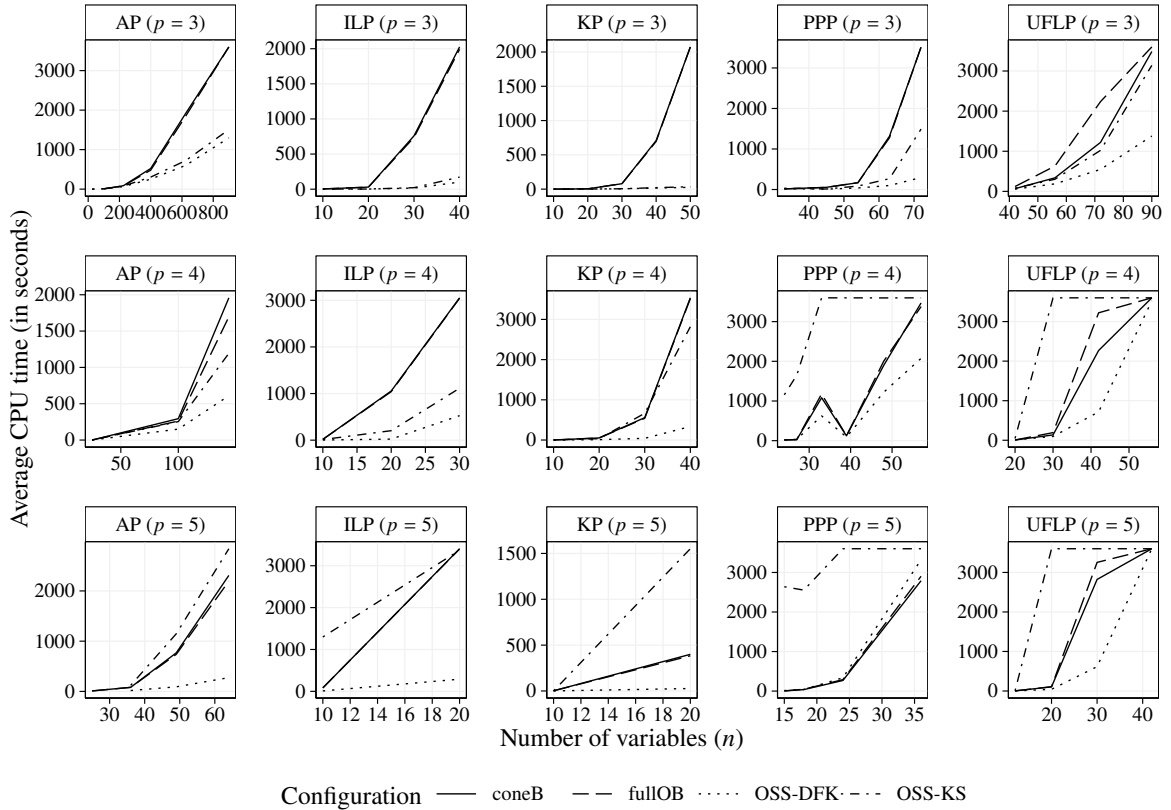 AP (p = 3) ILP (p = 3) KP (p = 3) PPP (p = 3) UFLP (p = 3)
3000 2000 2000 3000 3000
1500 1500
2000 2000 2000
1000 1000
1000 500 500 1000 1000
0 0 0 0 0
0 200400600800 10 20 30 40 10 20 30 40 50 40 50 60 70 40 50 60 70 80 90
AP (p = 4) ILP (p = 4) KP (p = 4) PPP (p = 4) UFLP (p = 4)
2000 3000 3000 3000 3000
1500
2000 2000 2000 2000
1000
500 1000 1000 1000 1000
0 0 0 0 0
50 100 10 15 20 25 30 10 20 30 40 30 40 50 20 30 40 50
AP (p = 5) ILP (p = 5) KP (p = 5) PPP (p = 5) UFLP (p = 5)
2000 3000 1500 3000 3000
2000 1000 2000 2000
1000 1000 500 1000 1000
0 0 0 0 0
30 40 50 60 10 12 14 16 18 20 10 12 14 16 18 20 15 20 25 30 35 20 30 40
Average CPU time (in seconds)
Number of variables (n)
Configuration coneB fullOB OSS-DFK OSS-KS